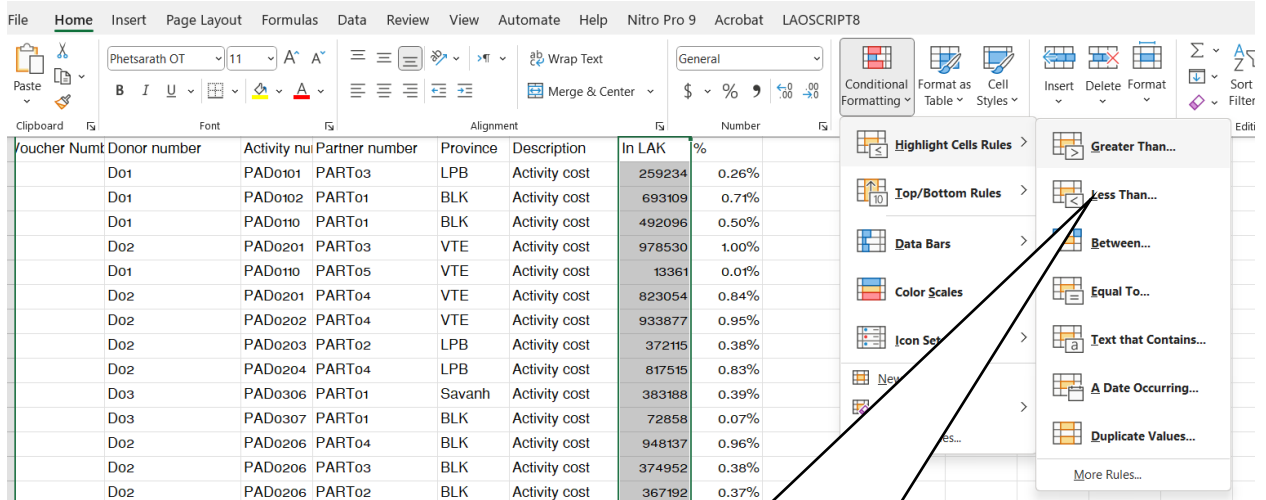 File Home Insert Page Layout Formulas Data Review View Automate Help Nitro Pro 9 Acrobat LAOSCRIPT8
Phetsarath OT 11 Wrap Text General
Paste B I U Merge & Center $ % Conditional Formatting Format as Table Cell Styles Insert Delete Format Sort Filter
Clipboard Font Alignment Number
Donor number Partner number Province Description In LAK %
D01 PAD0101 PART03 LPB Activity cost 259234 0.26%
D01 PAD0102 PART01 BLK Activity cost 693109 0.71%
D01 PAD0110 PART01 BLK Activity cost 492096 0.50%
D02 PAD0201 PART03 VTE Activity cost 978530 1.00%
D01 PAD0110 PART05 VTE Activity cost 13361 0.01%
D02 PAD0201 PART04 VTE Activity cost 823054 0.84%
D02 PAD0202 PART04 VTE Activity cost 933877 0.95%
D02 PAD0203 PART02 LPB Activity cost 372115 0.38%
D02 PAD0204 PART04 LPB Activity cost 817515 0.83%
D03 PAD0306 PART01 Savanh Activity cost 383188 0.39%
D03 PAD0307 PART01 BLK Activity cost 72858 0.07%
D02 PAD0206 PART04 BLK Activity cost 948137 0.96%
D02 PAD0206 PART03 BLK Activity cost 374952 0.38%
D02 PAD0206 PART02 BLK Activity cost 367192 0.37%
Highlight Cells Rules
Top/Bottom Rules
Data Bars
Color Scales
Icon
New
Greater Than...
Less Than...
Between...
Equal To...
Text that Contains...
A Date Occurring...
Duplicate Values...
More Rules...